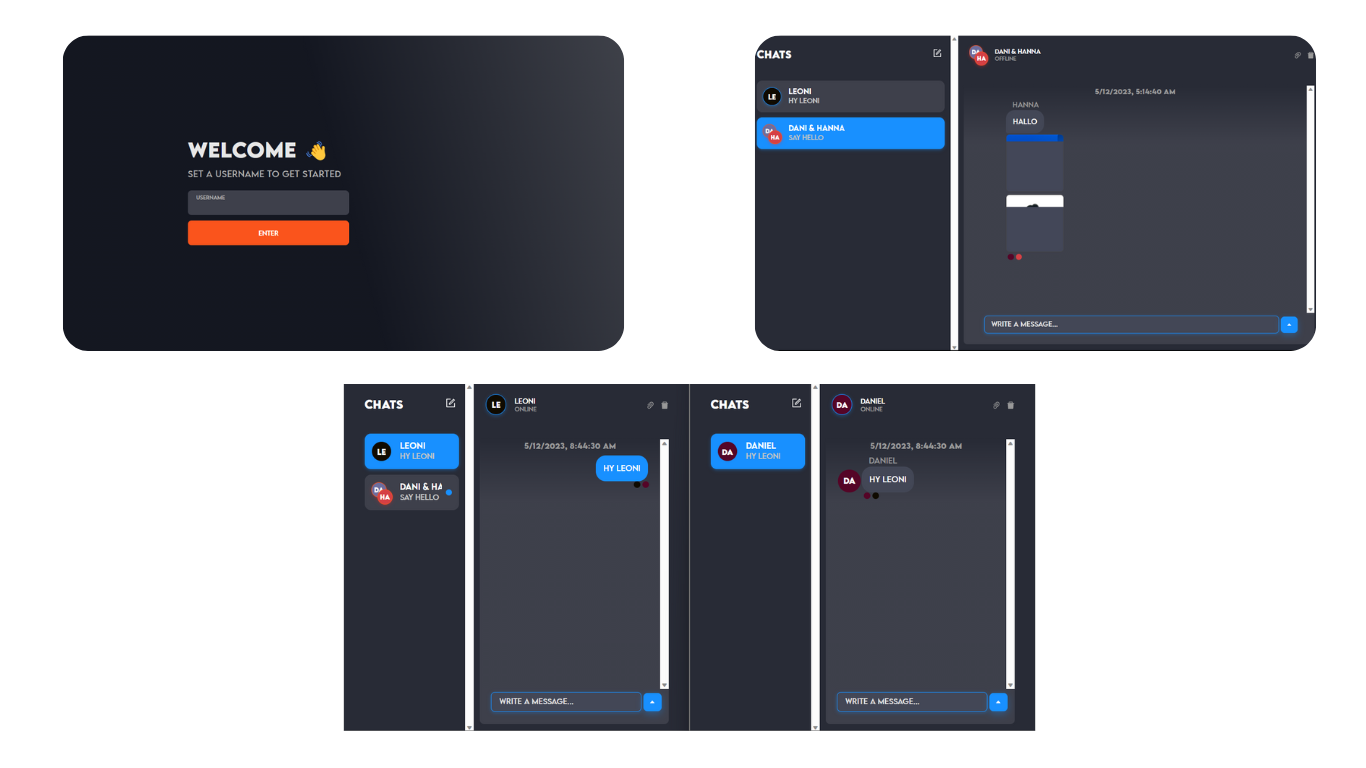 WELCOME 👋
SET A USERNAME TO GET STARTED
USERNAME
ENTER
CHATS
LE
LEONI
HY LEONI
DA
HA
DANI & HANNA
SAY HELLO
DA
HA
DANI & HANNA
OFFLINE
5/12/2023, 5:14:40 AM
HANNA
HALLO
WRITE A MESSAGE...
CHATS
LE
LEONI
HY LEONI
DA
HA
DANI & HA
SAY HELLO
LE
LEONI
ONLINE
5/12/2023, 8:44:30 AM
HY LEONI
WRITE A MESSAGE...
CHATS
DA
DANIEL
HY LEONI
DA
DANIEL
ONLINE
5/12/2023, 8:44:30 AM
DANIEL
DA
HY LEONI
WRITE A MESSAGE...